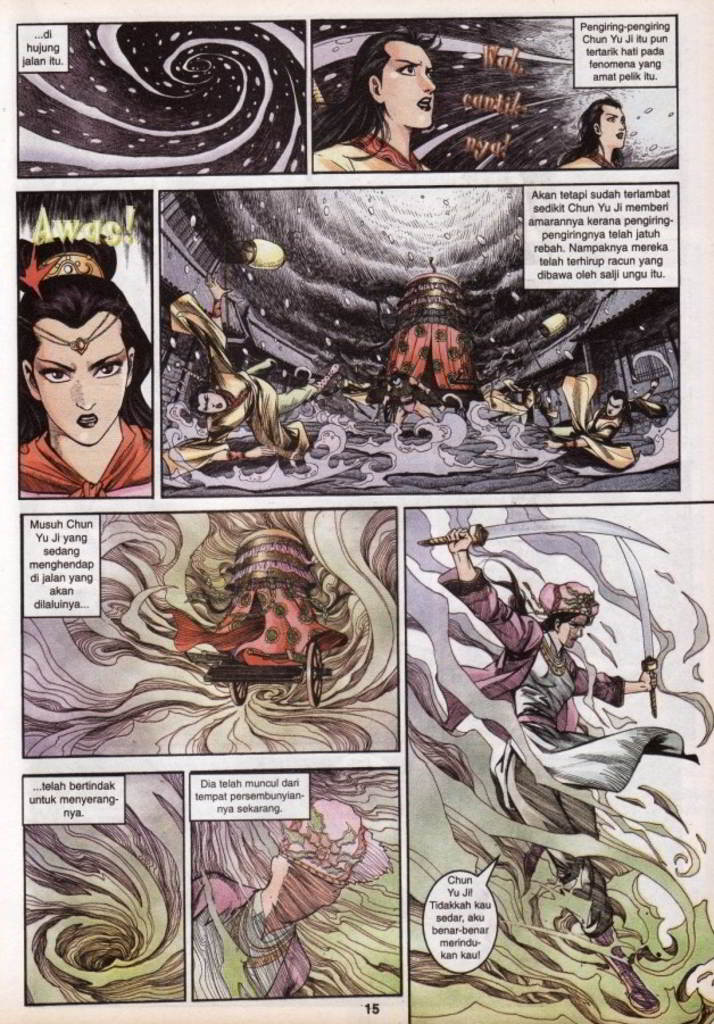 ...di
hujung
jalan itu.
Wah,
cantik
nya!
Pengiring-pengiring
Chun Yu Ji itu pun
tertarik hati pada
fenomena yang
amat pelik itu.
Awas!
Akan tetapi sudah terlambat
sedikit Chun Yu Ji memberi
amarannya kerana pengiring-
pengiringnya telah jatuh
rebah. Nampaknya mereka
telah terhirup racun yang
dibawa oleh salji ungu itu.
Musuh Chun
Yu Ji yang
sedang
menghendap
di jalan yang
akan
dilaluinya...
...telah bertindak
untuk menyerang-
nya.
Dia telah muncul dari
tempat persembunyian-
nya sekarang.
Chun
Yu Ji!
Tidakkah kau
sedar, aku
benar-benar
merindu-
kan kau!
15